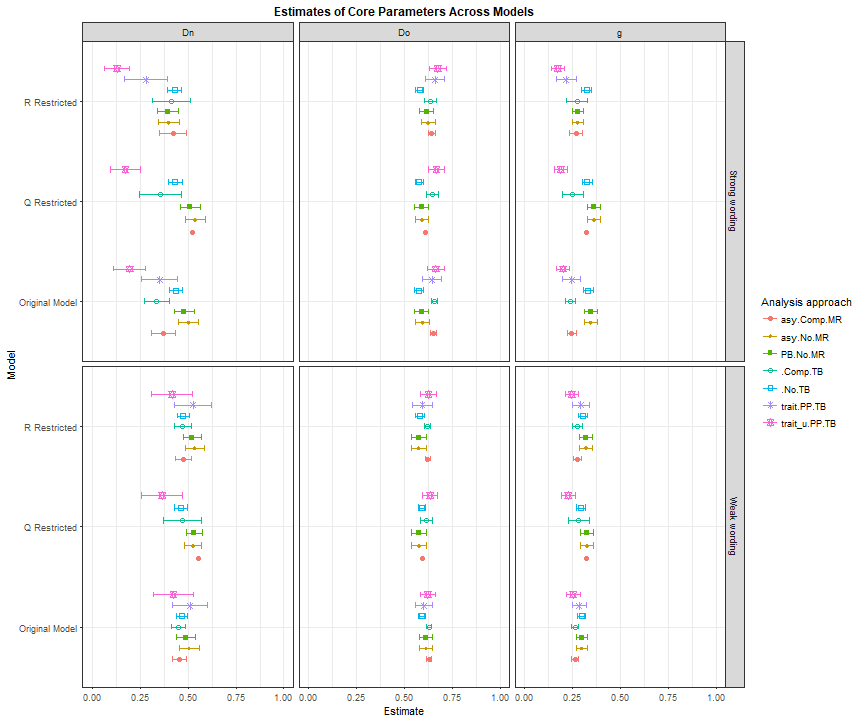 Estimates of Core Parameters Across Models
Dn
Do
g
R Restricted
Q Restricted
Original Model
Strong wording
R Restricted
Q Restricted
Original Model
Weak wording
Model
0.00 0.25 0.50 0.75 1.00
0.00 0.25 0.50 0.75 1.00
0.00 0.25 0.50 0.75 1.00
Estimate
Analysis approach
asy.Comp.MR
asy.No.MR
PB.No.MR
.Comp.TB
.No.TB
trait.PP.TB
trait_u.PP.TB